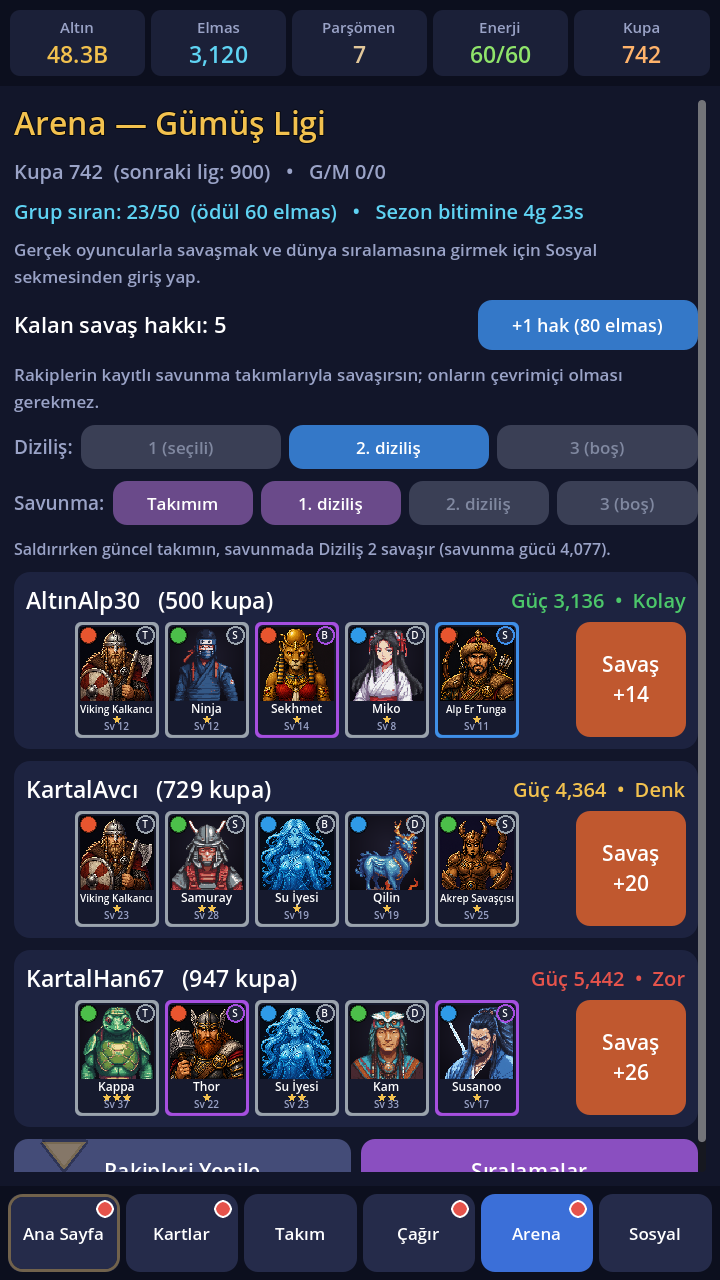 Altın Elmas Parşömen Enerji Kupa
48.3B 3,120 7 60/60 742
Arena — Gümüş Ligi
Kupa 742 (sonraki lig: 900) • G/M 0/0
Grup sıran: 23/50 (ödül 60 elmas) • Sezon bitimine 4g 23s
Gerçek oyuncularla savaşmak ve dünya sıralamasına girmek için Sosyal
sekmesinden giriş yap.
Kalan savaş hakkı: 5
+1 hak (80 elmas)
Rakiplerin kayıtlı savunma takımlarıyla savaşırsın; onların çevrimiçi olması
gerekmez.
Diziliş: 1 (seçili) 2. diziliş 3 (boş)
Savunma: Takımım 1. diziliş 2. diziliş 3 (boş)
Saldırırken güncel takımın, savunmada Diziliş 2 savaşır (savunma gücü 4,077).
AltınAlp30 (500 kupa) Güç 3,136 • Kolay
T S B D S
Viking Kalkancı Ninja Sekhmet Miko Alp Er Tunga
Sv 12 Sv 12 Sv 14 Sv 8 Sv 11
Savaş
+14
KartalAvcı (729 kupa) Güç 4,364 • Denk
T S B D S
Viking Kalkancı Samuray Su İyesi Qilin Akrep Savaşçısı
Sv 23 Sv 28 Sv 19 Sv 19 Sv 25
Savaş
+20
KartalHan67 (947 kupa) Güç 5,442 • Zor
T S B D S
Kappa Thor Su İyesi Kam Susanoo
Sv 37 Sv 22 Sv 23 Sv 33 Sv 17
Savaş
+26
Rakipleri Yenile Sıralamalar
Ana Sayfa Kartlar Takım Çağır Arena Sosyal